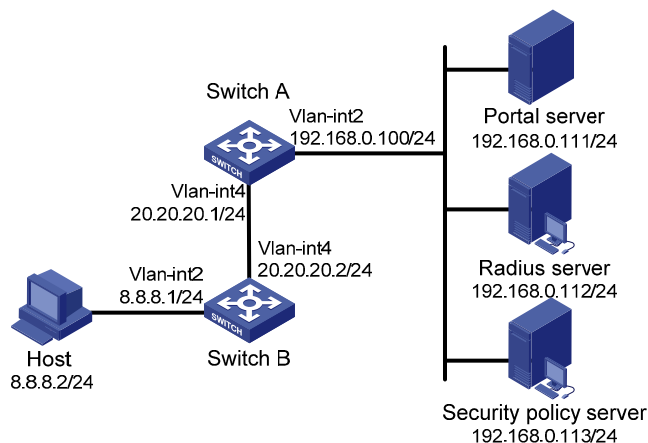 Switch A
Vlan-int2
192.168.0.100/24
SWITCH
Vlan-int4
20.20.20.1/24
Vlan-int4
20.20.20.2/24
Vlan-int2
8.8.8.1/24
SWITCH
Switch B
Host
8.8.8.2/24
Portal server
192.168.0.111/24
Radius server
192.168.0.112/24
Security policy server
192.168.0.113/24